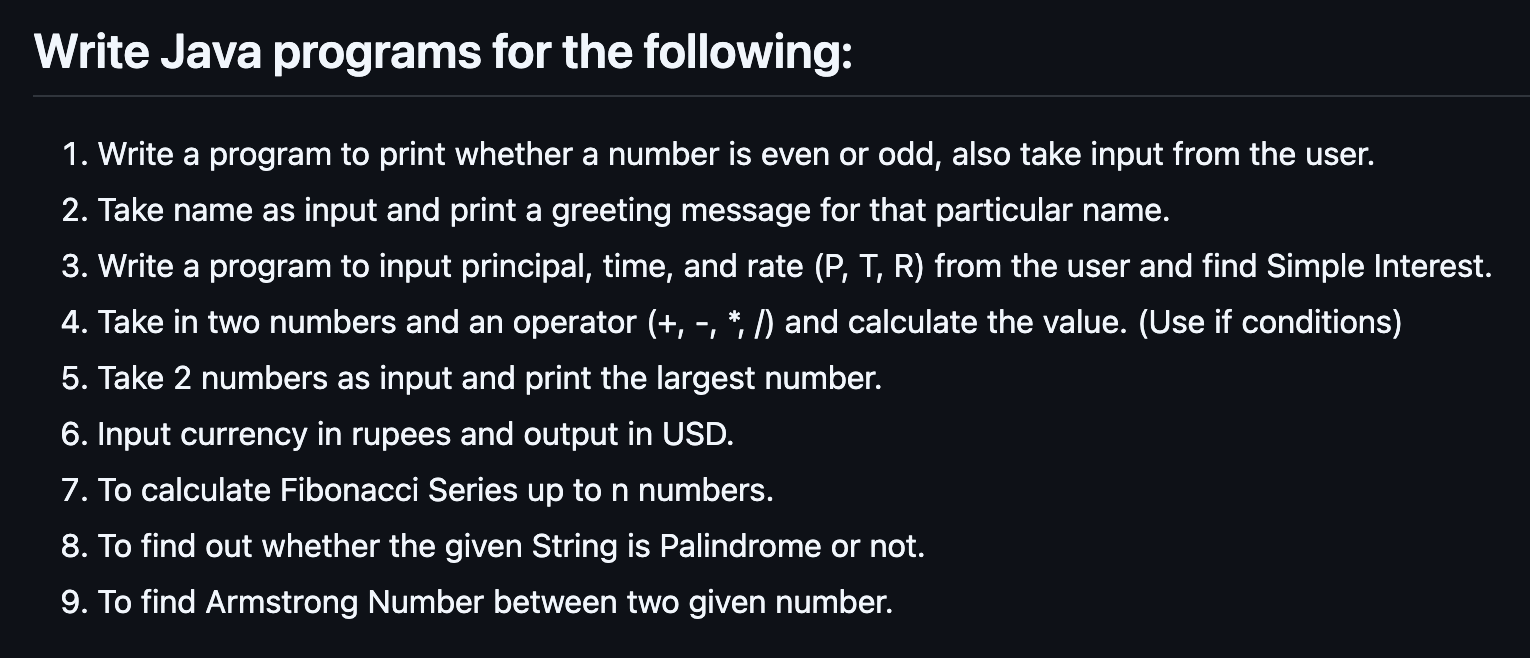 Write Java programs for the following:
1. Write a program to print whether a number is even or odd, also take input from the user.
2. Take name as input and print a greeting message for that particular name.
3. Write a program to input principal, time, and rate (P, T, R) from the user and find Simple Interest.
4. Take in two numbers and an operator (+, -, *, /) and calculate the value. (Use if conditions)
5. Take 2 numbers as input and print the largest number.
6. Input currency in rupees and output in USD.
7. To calculate Fibonacci Series up to n numbers.
8. To find out whether the given String is Palindrome or not.
9. To find Armstrong Number between two given number.